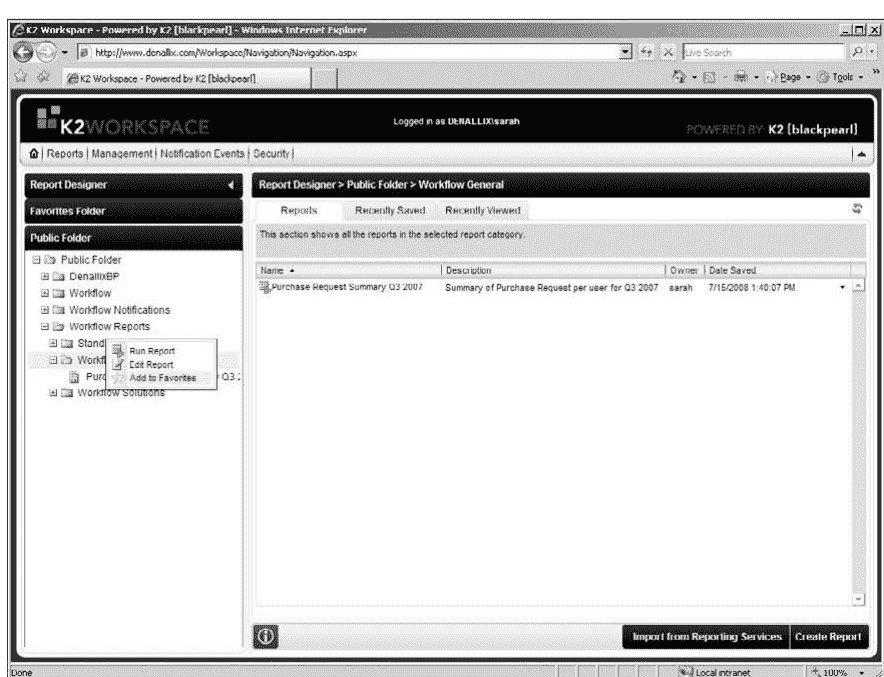 K2 Workspace - Powered by K2 [blackpearl] - Windows Internet Explorer
http://www.denallix.com/Workspace/Navigation/Navigation.aspx
Live Search
K2 Workspace - Powered by K2 [blackpearl]
Page
Tools
K2WORKSPACE
Logged in as DENALLIX\sarah
POWERED BY K2 [blackpearl]
Reports | Management | Notification Events | Security |
Report Designer
Report Designer > Public Folder > Workflow General
Favorites Folder
Reports Recently Saved Recently Viewed
Public Folder
This section shows all the reports in the selected report category.
Public Folder
DenallixBP
Workflow
Workflow Notifications
Workflow Reports
Stand
Workfl
Purc
Q3 2
Workflow Solutions
Run Report
Edit Report
Add to Favorites
Name Description Owner Date Saved
Purchase Request Summary Q3 2007 Summary of Purchase Request per user for Q3 2007 sarah 7/15/2008 1:40:07 PM
Import from Reporting Services Create Report
Done
Local intranet
100%